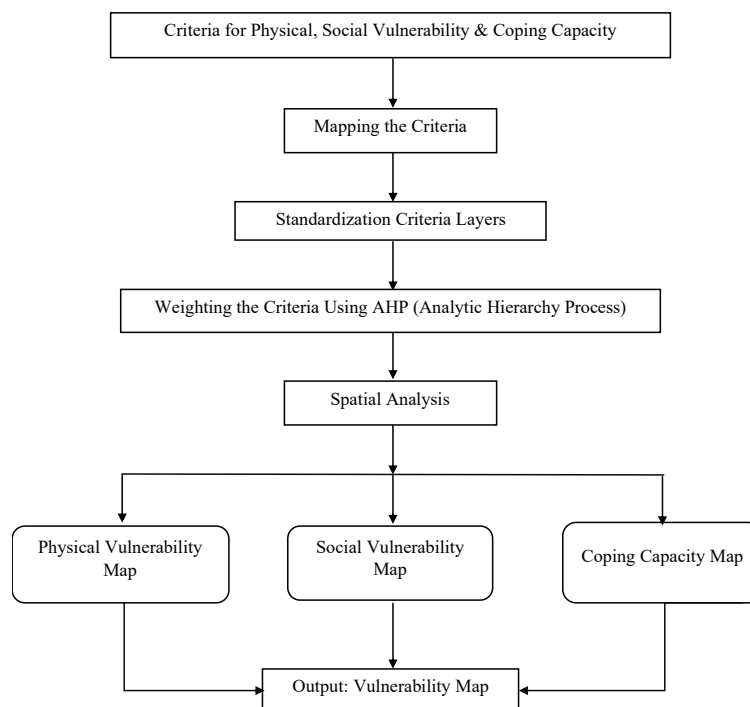 Criteria for Physical, Social Vulnerability & Coping Capacity
Mapping the Criteria
Standardization Criteria Layers
Weighting the Criteria Using AHP (Analytic Hierarchy Process)
Spatial Analysis
Physical Vulnerability
Map
Social Vulnerability
Map
Coping Capacity Map
Output: Vulnerability Map